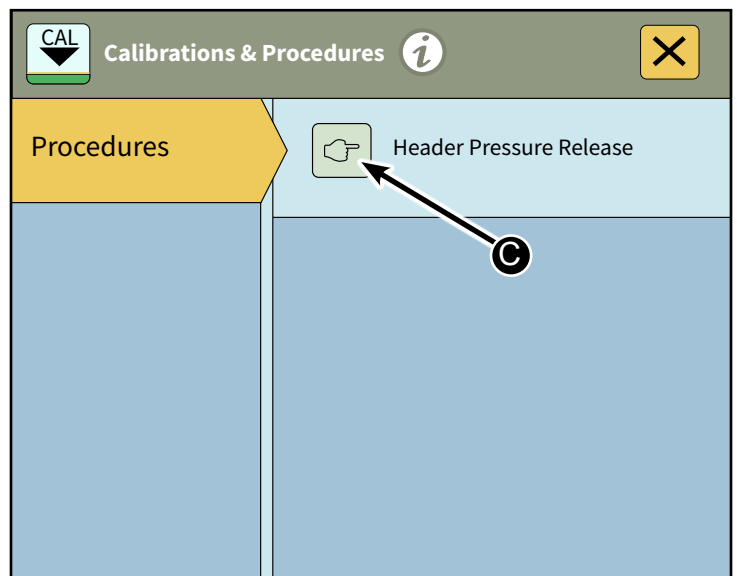 CAL
Calibrations & Procedures i
Procedures
Header Pressure Release
C